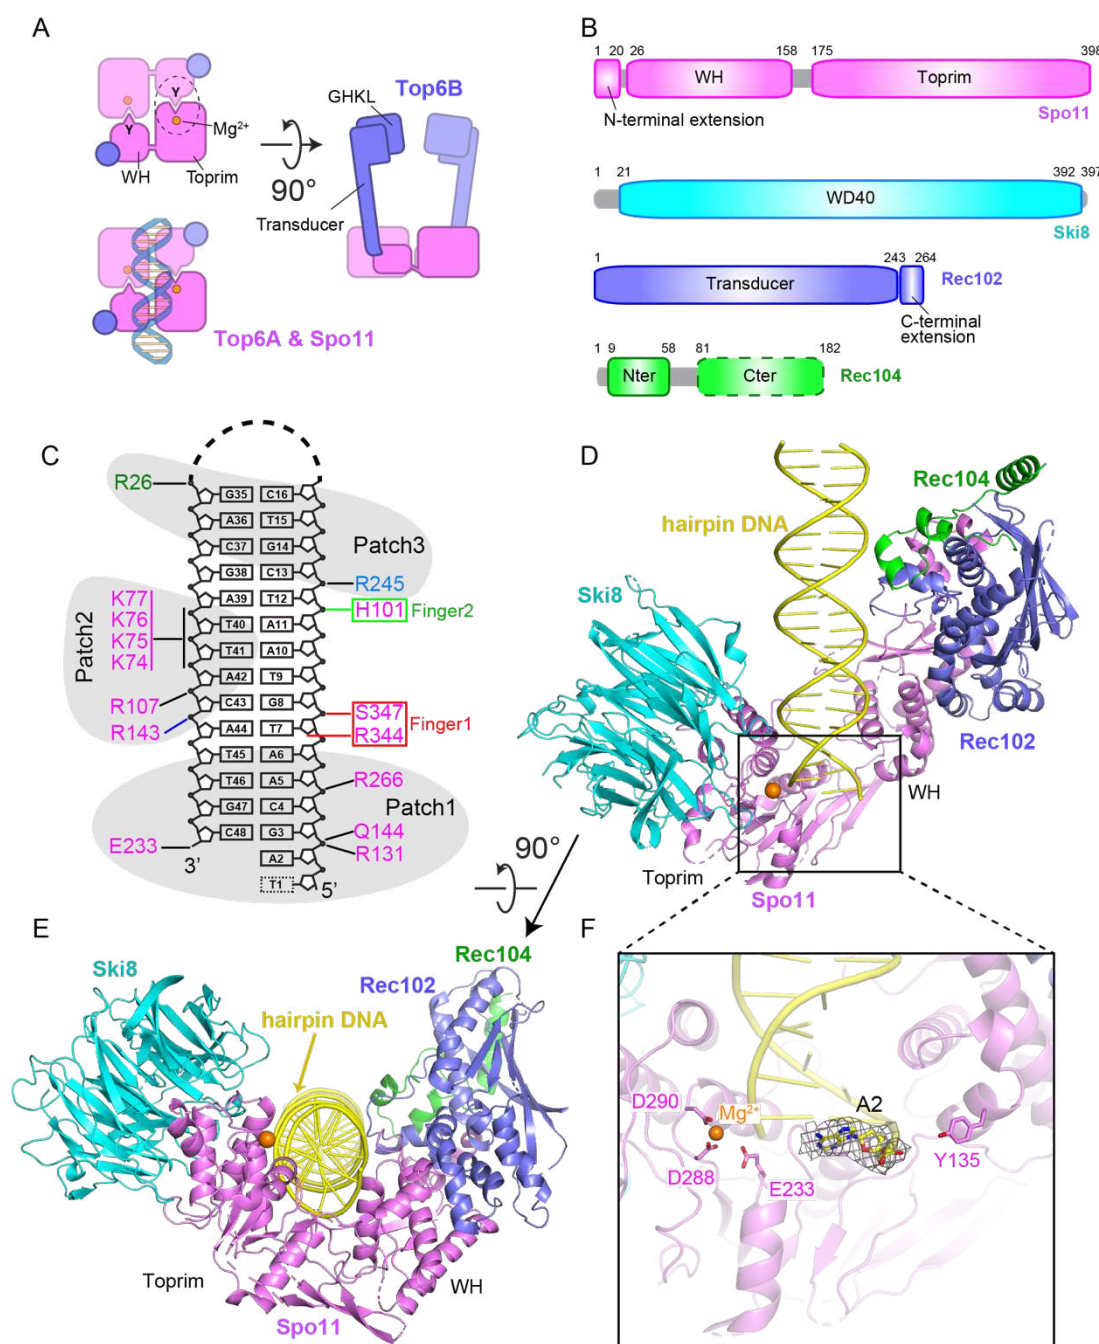 A
Y
Y
Mg²⁺
WH
Toprim
90°
GHKL
Top6B
Transducer
Top6A & Spo11
B
1 20 26 158 175 398
WH
Toprim
N-terminal extension
Spo11
1 21 392 397
WD40
Ski8
1 243 264
Transducer
Rec102
C-terminal
extension
1 9 58 81 182
Nter
Cter
Rec104
C
R26
G35 C16
A36 T15
C37 G14
Patch3
G38 C13
R245
K77
A39 T12
H101 Finger2
K76
T40 A11
K75
T41 A10
K74
Patch2
A42 T9
R107
C43 G8
S347
R143
A44 T7
R344
Finger1
T45 A6
T46 A5
R266
G47 C4
Patch1
E233
C48 G3
Q144
R131
3’
A2
T1
5’
90°
D
Rec104
hairpin DNA
Ski8
Rec102
WH
Toprim
Spo11
E
Rec104
Ski8
Rec102
hairpin DNA
Toprim
WH
Spo11
F
A2
D290
Mg²⁺
Y135
D288
E233